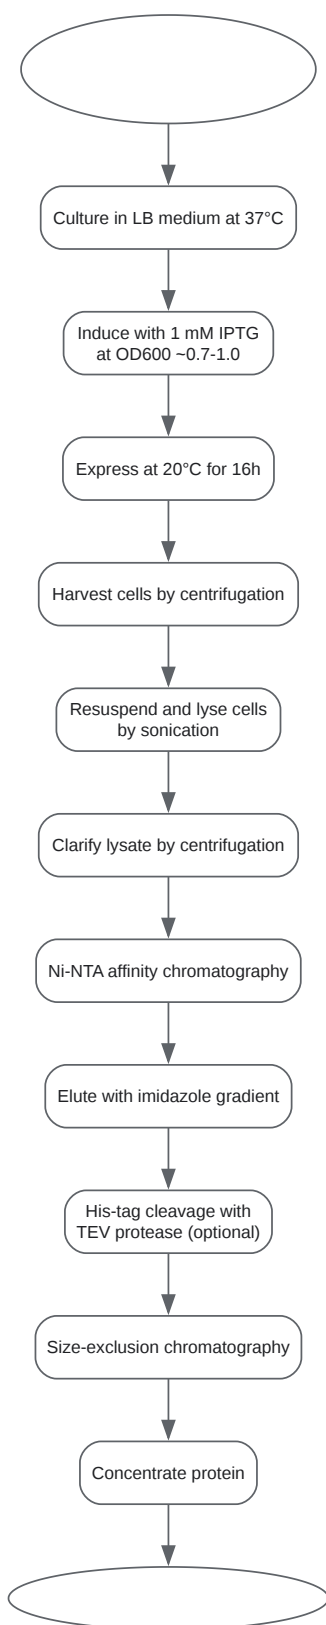 Culture in LB medium at 37°C
Induce with 1 mM IPTG
at OD600 ~0.7-1.0
Express at 20°C for 16h
Harvest cells by centrifugation
Resuspend and lyse cells
by sonication
Clarify lysate by centrifugation
Ni-NTA affinity chromatography
Elute with imidazole gradient
His-tag cleavage with
TEV protease (optional)
Size-exclusion chromatography
Concentrate protein